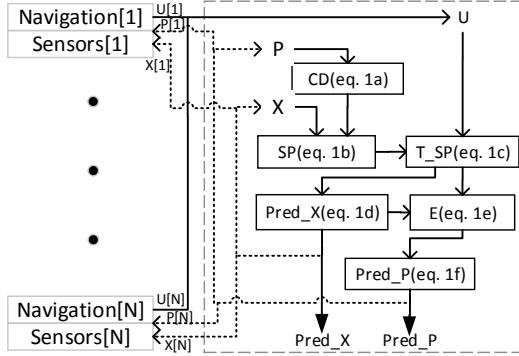 Navigation[1]
U[1]
P[1]
Sensors[1]
X[1]
U
P
CD(eq. 1a)
X
SP(eq. 1b)
T_SP(eq. 1c)
Pred_X(eq. 1d)
E(eq. 1e)
Pred_P(eq. 1f)
Navigation[N]
U[N]
P[N]
Sensors[N]
X[N]
Pred_X
Pred_P